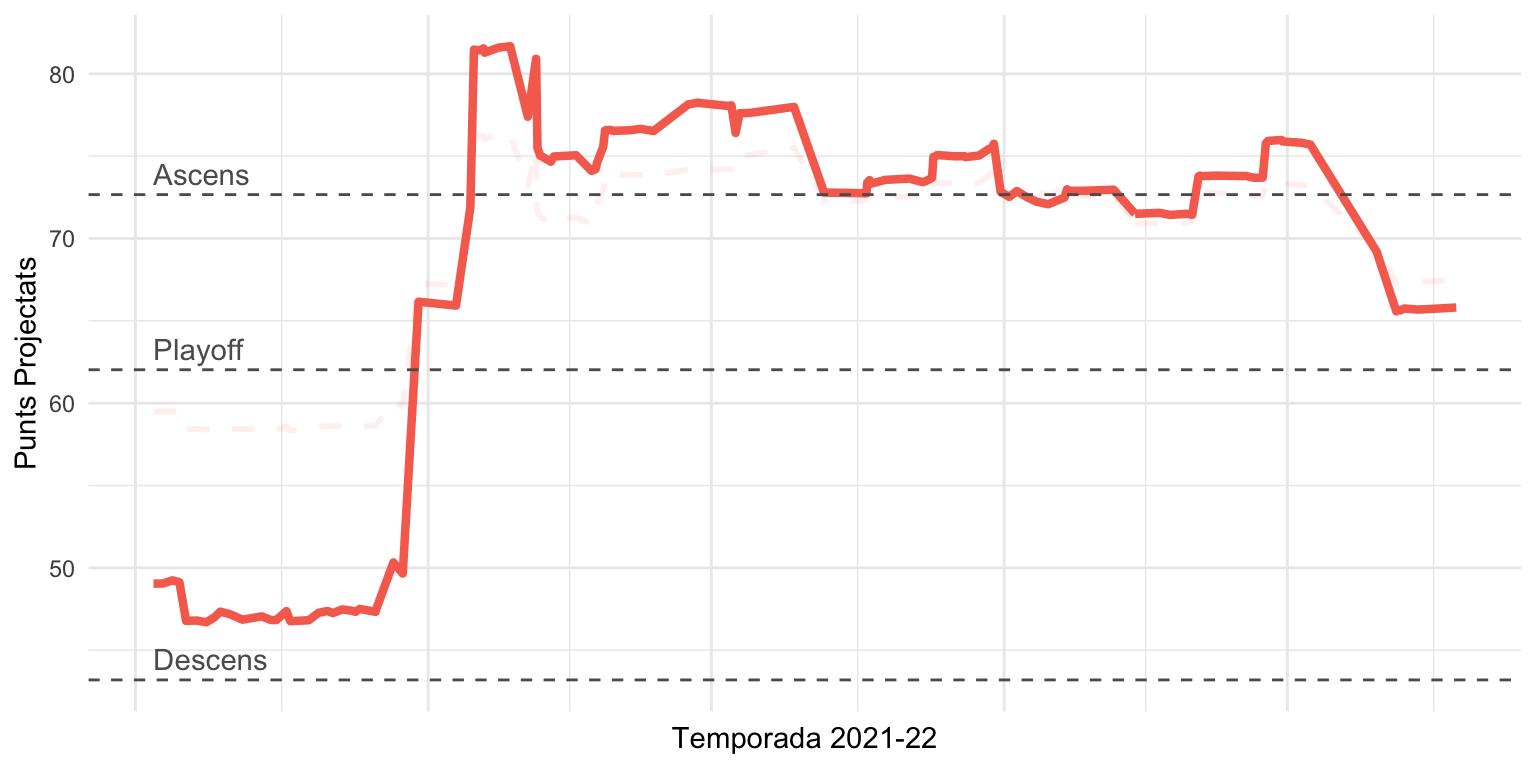 80
Ascens
70
Punts Projectats
Playoff
60
50
Descens
Temporada 2021-22